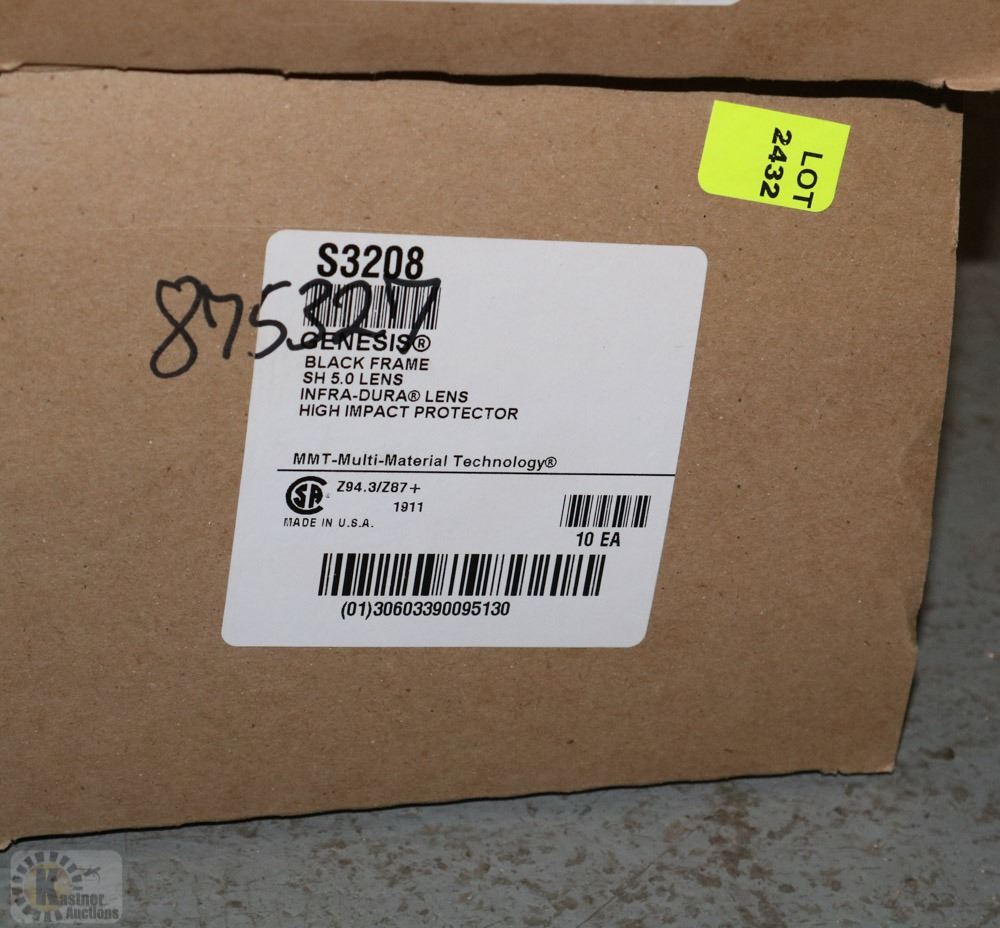 LOT
2432
S3208
875327
GENESIS®
BLACK FRAME
SH 5.0 LENS
INFRA-DURA® LENS
HIGH IMPACT PROTECTOR
MMT-Multi-Material Technology®
CSA Z94.3/Z87+
1911
MADE IN U.S.A.
10 EA
(01)30603390095130
Kastner
Auctions